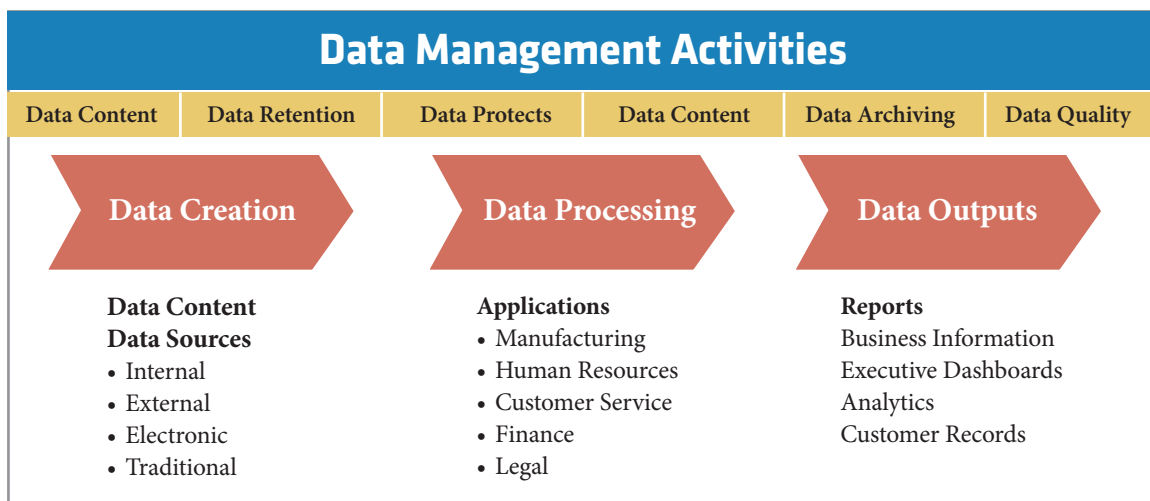 Data Management Activities
Data Content Data Retention Data Protects Data Content Data Archiving Data Quality
Data Creation
Data Processing
Data Outputs
Data Content
Data Sources
• Internal
• External
• Electronic
• Traditional
Applications
• Manufacturing
• Human Resources
• Customer Service
• Finance
• Legal
Reports
Business Information
Executive Dashboards
Analytics
Customer Records